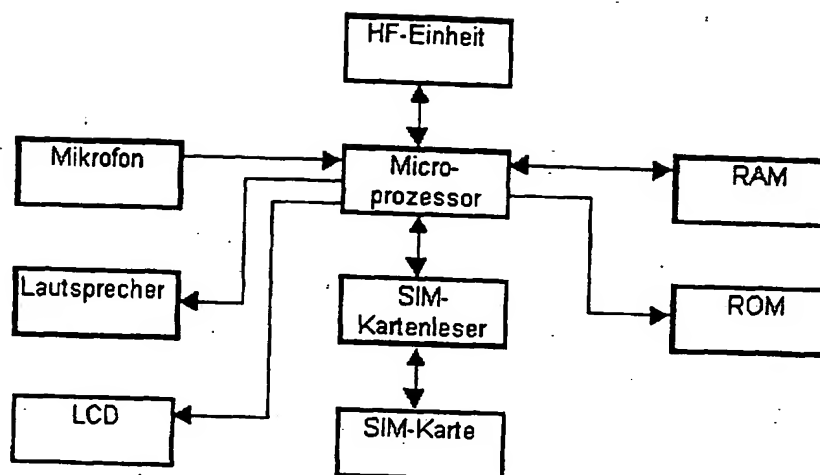 HF-Einheit
Mikrofon
Micro-
prozessor
RAM
Lautsprecher
SIM-
Kartenleser
ROM
LCD
SIM-Karte